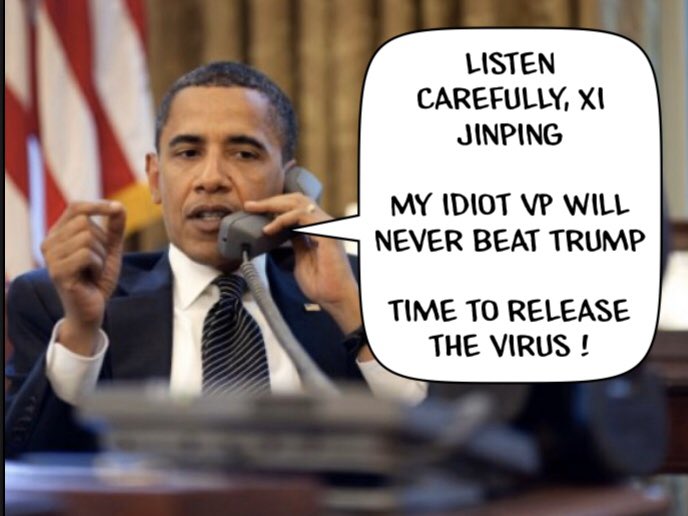 LISTEN
CAREFULLY, XI
JINPING
MY IDIOT VP WILL
NEVER BEAT TRUMP
TIME TO RELEASE
THE VIRUS !